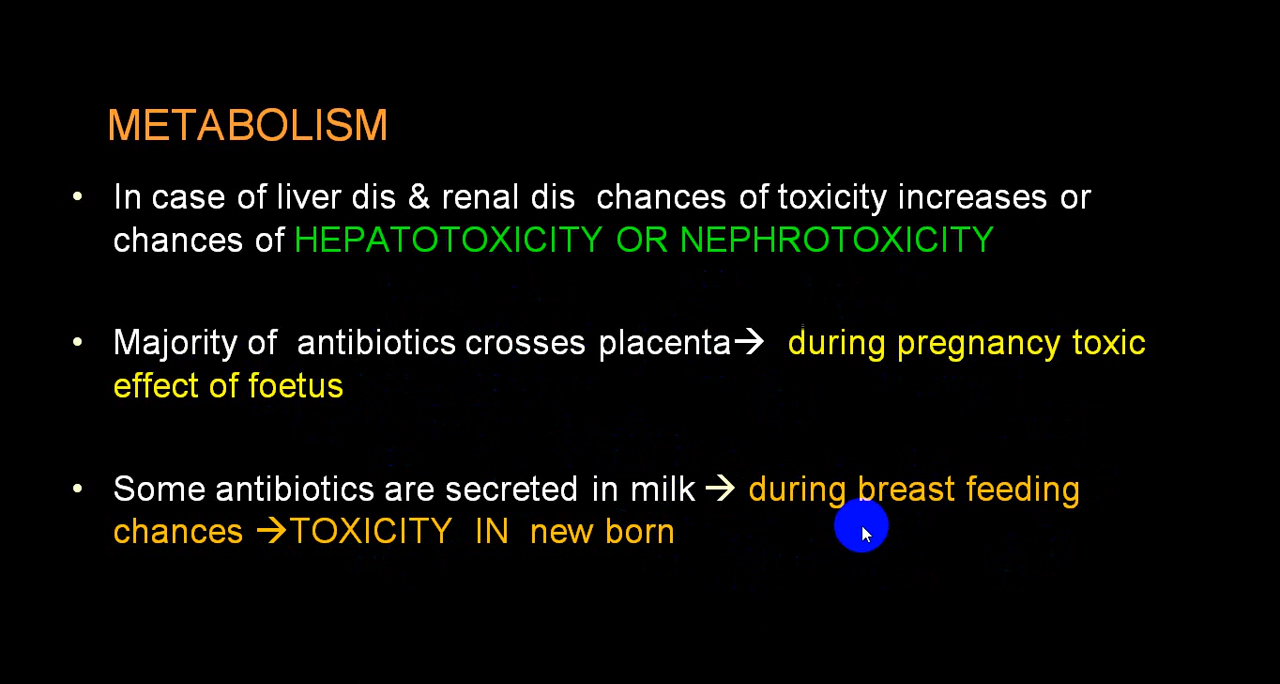 METABOLISM
• In case of liver dis & renal dis chances of toxicity increases or
chances of HEPATOTOXICITY OR NEPHROTOXICITY
• Majority of antibiotics crosses placenta→ during pregnancy toxic
effect of foetus
• Some antibiotics are secreted in milk → during breast feeding
chances →TOXICITY IN new born